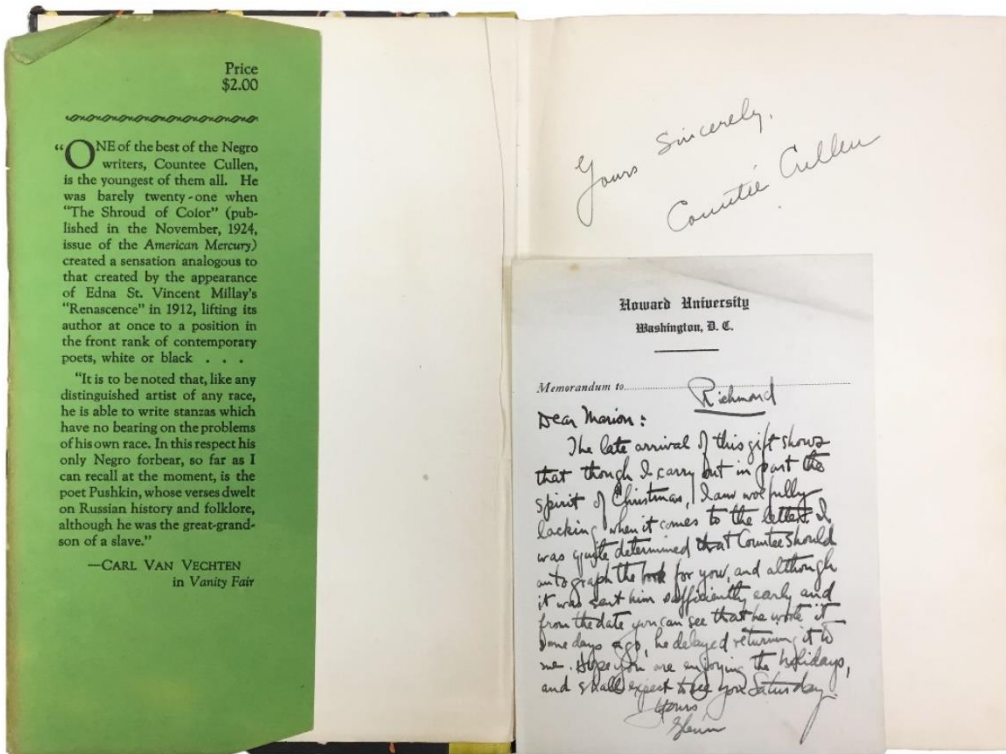 Price
$2.00
“ONE of the best of the Negro
writers, Countee Cullen,
is the youngest of them all. He
was barely twenty-one when
“The Shroud of Color” (pub-
lished in the November, 1924,
issue of the American Mercury)
created a sensation analogous to
that created by the appearance
of Edna St. Vincent Millay’s
“Renascence” in 1912, lifting its
author at once to a position in
the front rank of contemporary
poets, white or black . . .
“It is to be noted that, like any
distinguished artist of any race,
he is able to write stanzas which
have no bearing on the problems
of his own race. In this respect his
only Negro forbear, so far as I
can recall at the moment, is the
poet Pushkin, whose verses dwelt
on Russian history and folklore,
although he was the great-grand-
son of a slave.”
—CARL VAN VECHTEN
in Vanity Fair
Yours Sincerely,
Countée Cullen
Howard University
Washington, D. C.
Memorandum to
Richmond
Dear Marion:
The late arrival of this gift shows
that though I carry out in part the
spirit of Christmas, I am woefully
lacking when it comes to the letter. I
was quite determined that Countee should
autograph the book for you, and although
it was sent him sufficiently early and
from the date you can see that he wrote it
some days ago, he delayed returning it to
me. Hope you are enjoying the holidays,
and shall expect to see you Saturday.
Yours
Glenn